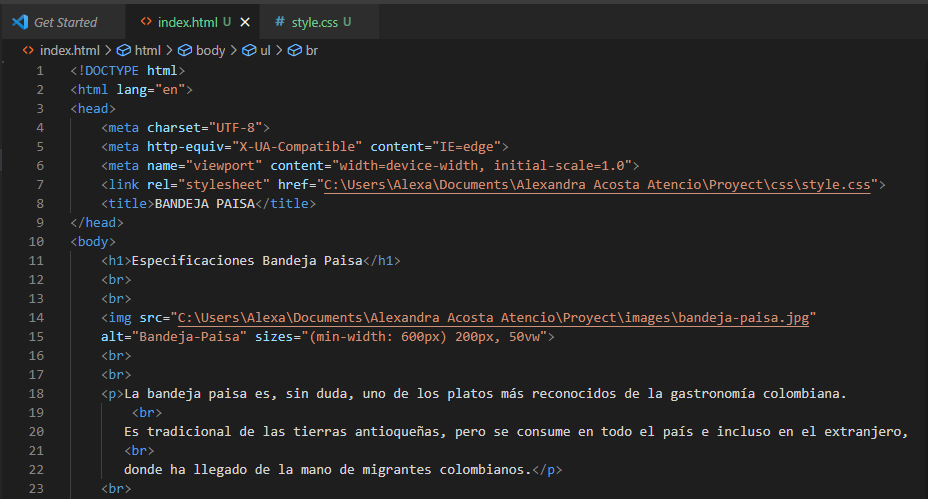 Get Started
index.html U
# style.css U
index.html > html > body > ul > br
1 <!DOCTYPE html>
2 <html lang="en">
3 <head>
4 <meta charset="UTF-8">
5 <meta http-equiv="X-UA-Compatible" content="IE=edge">
6 <meta name="viewport" content="width=device-width, initial-scale=1.0">
7 <link rel="stylesheet" href="C:\Users\Alexa\Documents\Alexandra Acosta Atencio\Proyect\css\style.css">
8 <title>BANDEJA PAISA</title>
9 </head>
10 <body>
11 <h1>Especificaciones Bandeja Paisa</h1>
12 <br>
13 <br>
14 <img src="C:\Users\Alexa\Documents\Alexandra Acosta Atencio\Proyect\images\bandeja-paisa.jpg"
15 alt="Bandeja-Paisa" sizes="(min-width: 600px) 200px, 50vw">
16 <br>
17 <br>
18 <p>La bandeja paisa es, sin duda, uno de los platos más reconocidos de la gastronomía colombiana.
19 <br>
20 Es tradicional de las tierras antioqueñas, pero se consume en todo el país e incluso en el extranjero,
21 <br>
22 donde ha llegado de la mano de migrantes colombianos.</p>
23 <br>